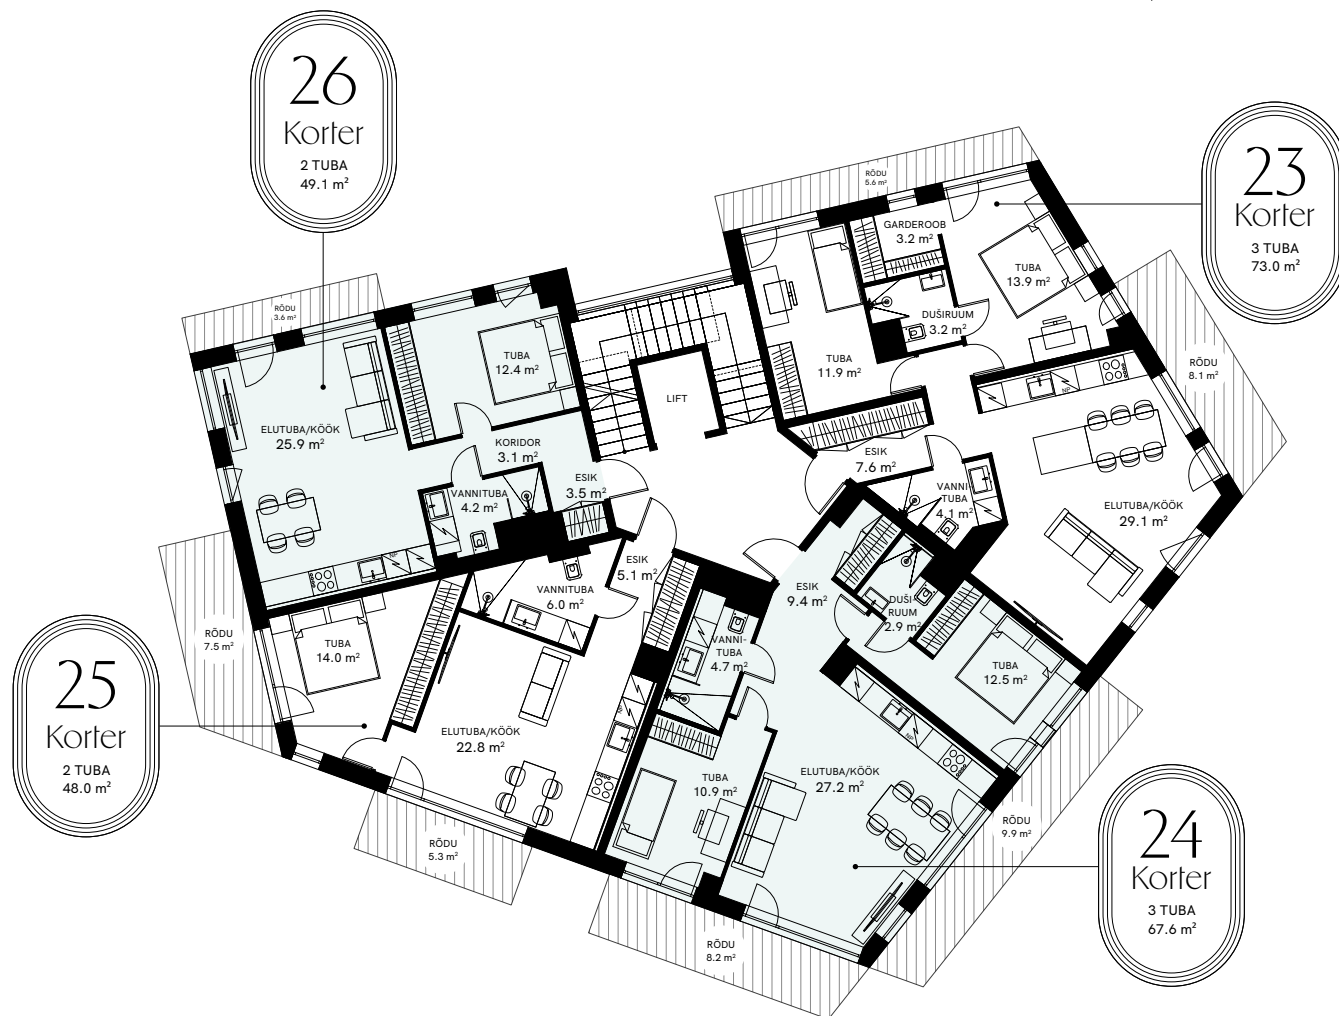 26
Korter
2 TUBA
49.1 m²
23
Korter
3 TUBA
73.0 m²
RÕDU
5.6 m²
GARDEROOB
3.2 m²
TUBA
13.9 m²
DUŠIRUUM
3.2 m²
TUBA
11.9 m²
RÕDU
8.1 m²
NP
RÕDU
3.6 m²
TUBA
12.4 m²
LIFT
ELUTUBA/KÖÖK
25.9 m²
KORIDOR
3.1 m²
ESIK
3.5 m²
VANNITUBA
4.2 m²
NP
ESIK
7.6 m²
VANNI-
TUBA
4.1 m²
ELUTUBA/KÖÖK
29.1 m²
ESIK
5.1 m²
VANNITUBA
6.0 m²
ESIK
9.4 m²
DUŠI-
RUUM
2.9 m²
RÕDU
7.5 m²
TUBA
14.0 m²
VANNI-
TUBA
4.7 m²
TUBA
12.5 m²
25
Korter
2 TUBA
48.0 m²
ELUTUBA/KÖÖK
22.8 m²
NP
NP
TUBA
10.9 m²
ELUTUBA/KÖÖK
27.2 m²
RÕDU
9.9 m²
RÕDU
5.3 m²
24
Korter
3 TUBA
67.6 m²
RÕDU
8.2 m²